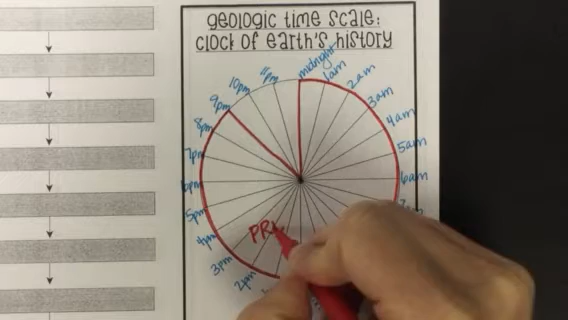 geologic time scale:
clock of earth's history
midnight
1am
2am
3am
4am
5am
6am
2pm
3pm
4pm
5pm
6pm
7pm
8pm
9pm
10pm
11pm
PR